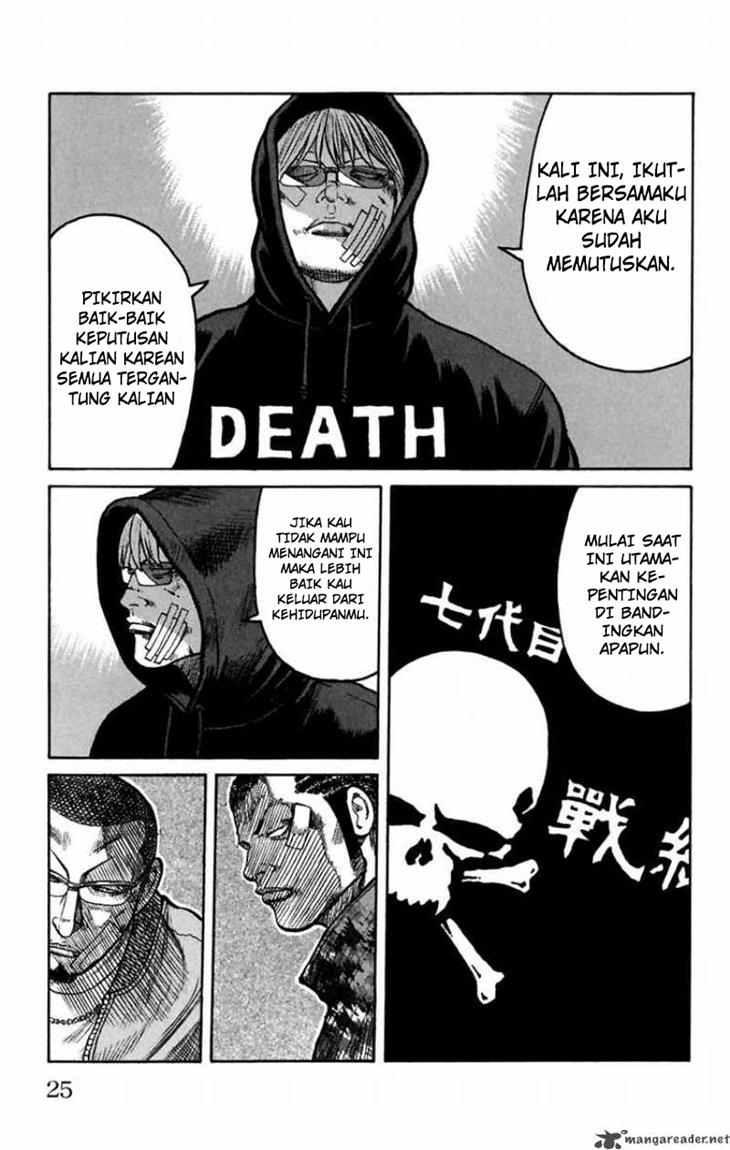 KALI INI, IKUT-
LAH BERSAMAKU
KARENA AKU
SUDAH
MEMUTUSKAN.
PIKIRKAN
BAIK-BAIK
KEPUTUSAN
KALIAN KAREAN
SEMUA TERGAN-
TUNG KALIAN
DEATH
MULAI SAAT
INI UTAMA-
KAN KE-
PENTINGAN
DI BAND-
INGKAN
APAPUN.
七代目
戰
JIKA KAU
TIDAK MAMPU
MENANGANI INI
MAKA LEBIH
BAIK KAU
KELUAR DARI
KEHIDUPANMU.
25
mangareader.net